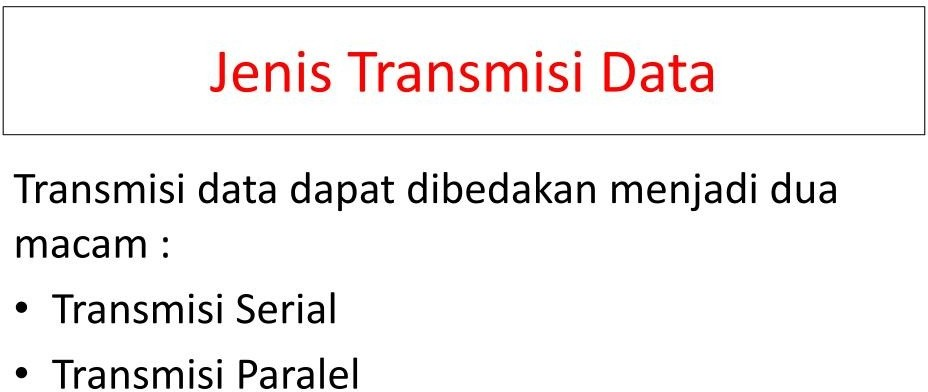 Jenis Transmisi Data
Transmisi data dapat dibedakan menjadi dua
macam :
• Transmisi Serial
• Transmisi Paralel